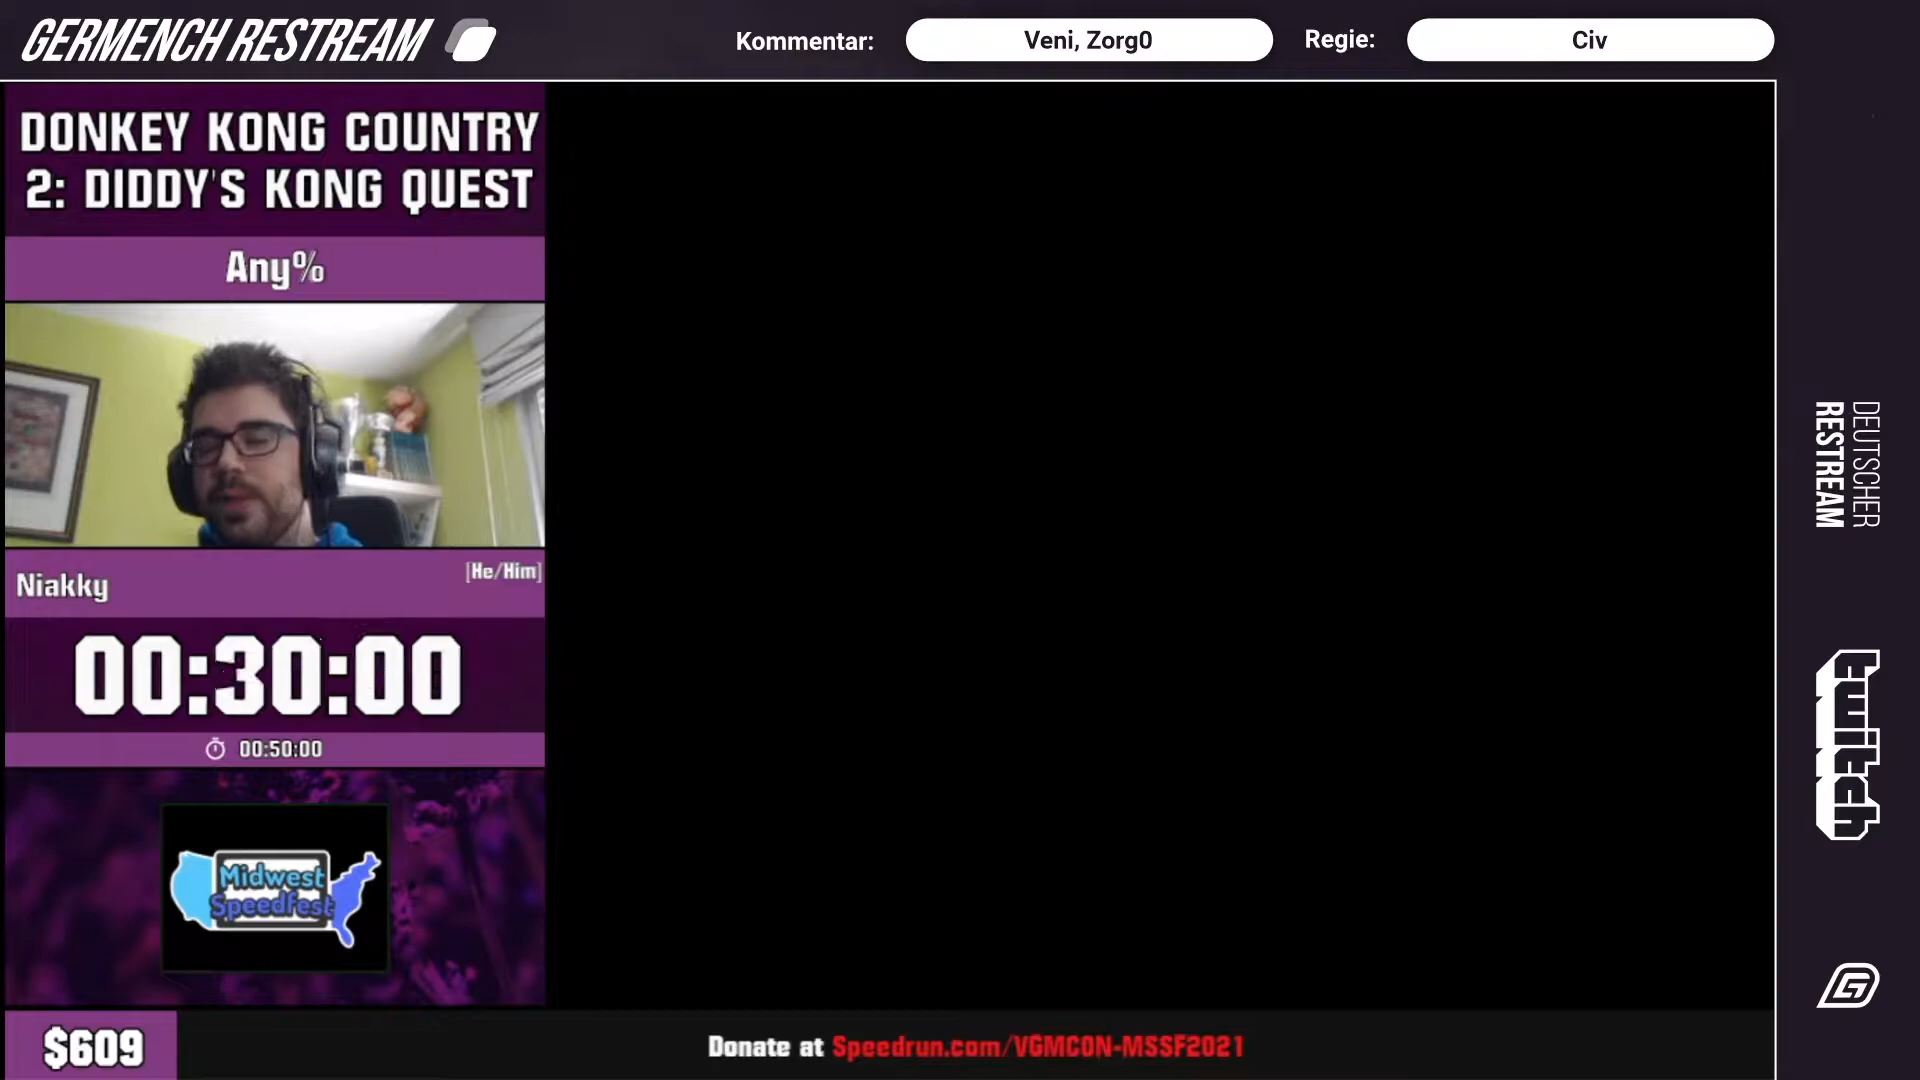 GERMENCH RESTREAM
Kommentar:
Veni, Zorg0
Regie:
Civ
DONKEY KONG COUNTRY
2: DIDDY'S KONG QUEST
Any%
Niakky
[He/Him]
00:30:00
00:50:00
Midwest
Speedfest
$609
Donate at Speedrun.com/VGMCON-MSSF2021
DEUTSCHER
RESTREAM
twitch